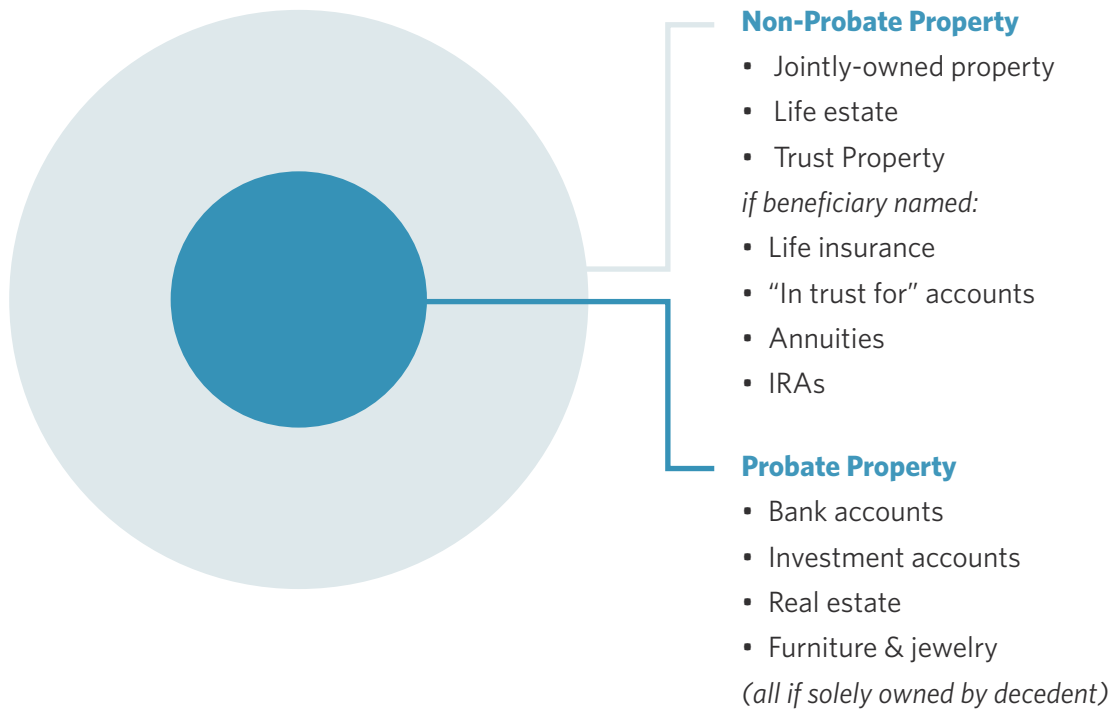 Non-Probate Property
• Jointly-owned property
• Life estate
• Trust Property
if beneficiary named:
• Life insurance
• “In trust for” accounts
• Annuities
• IRAs
Probate Property
• Bank accounts
• Investment accounts
• Real estate
• Furniture & jewelry
(all if solely owned by decedent)